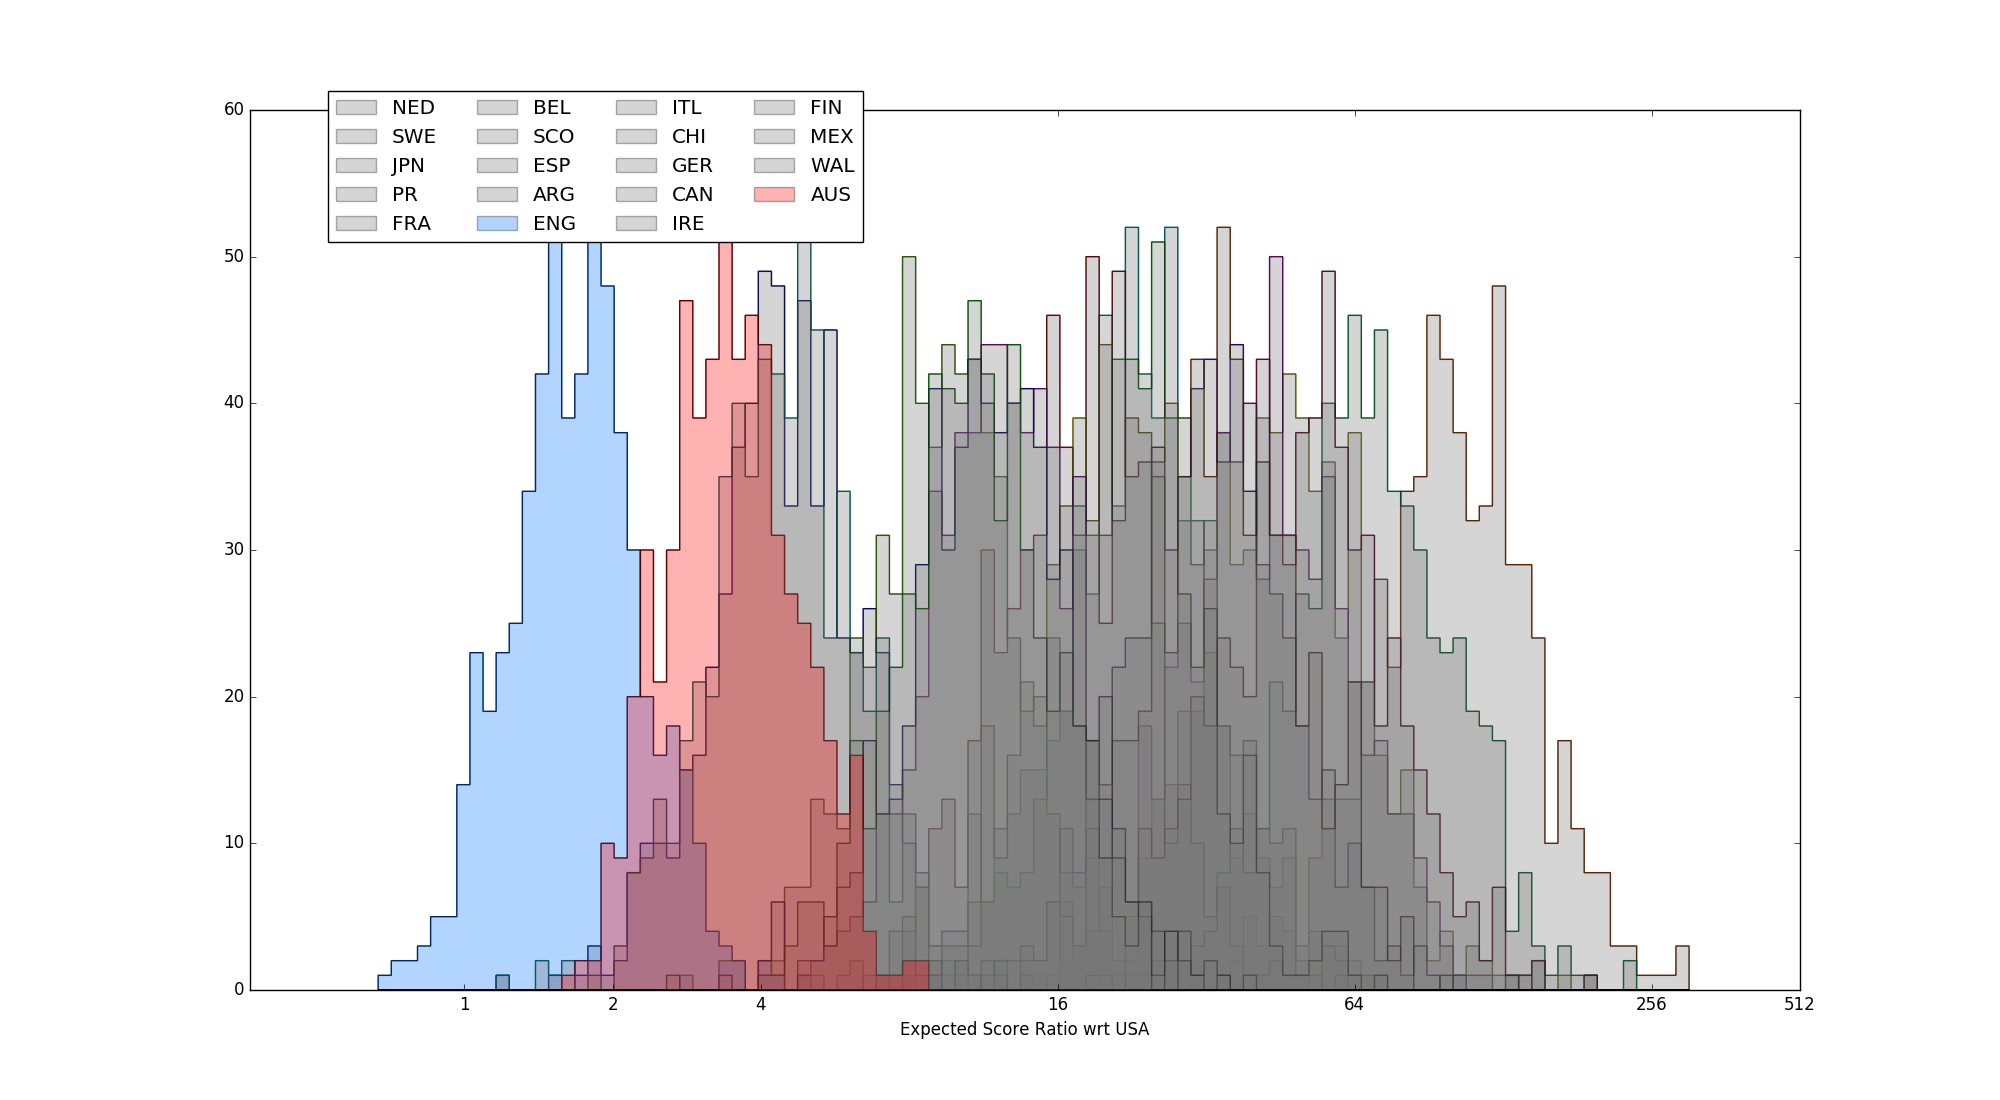 NED BEL ITL FIN
SWE SCO CHI MEX
JPN ESP GER WAL
PR ARG CAN AUS
FRA ENG IRE
60
50
40
30
20
10
0
1 2 4 16 64 256 512
Expected Score Ratio wrt USA